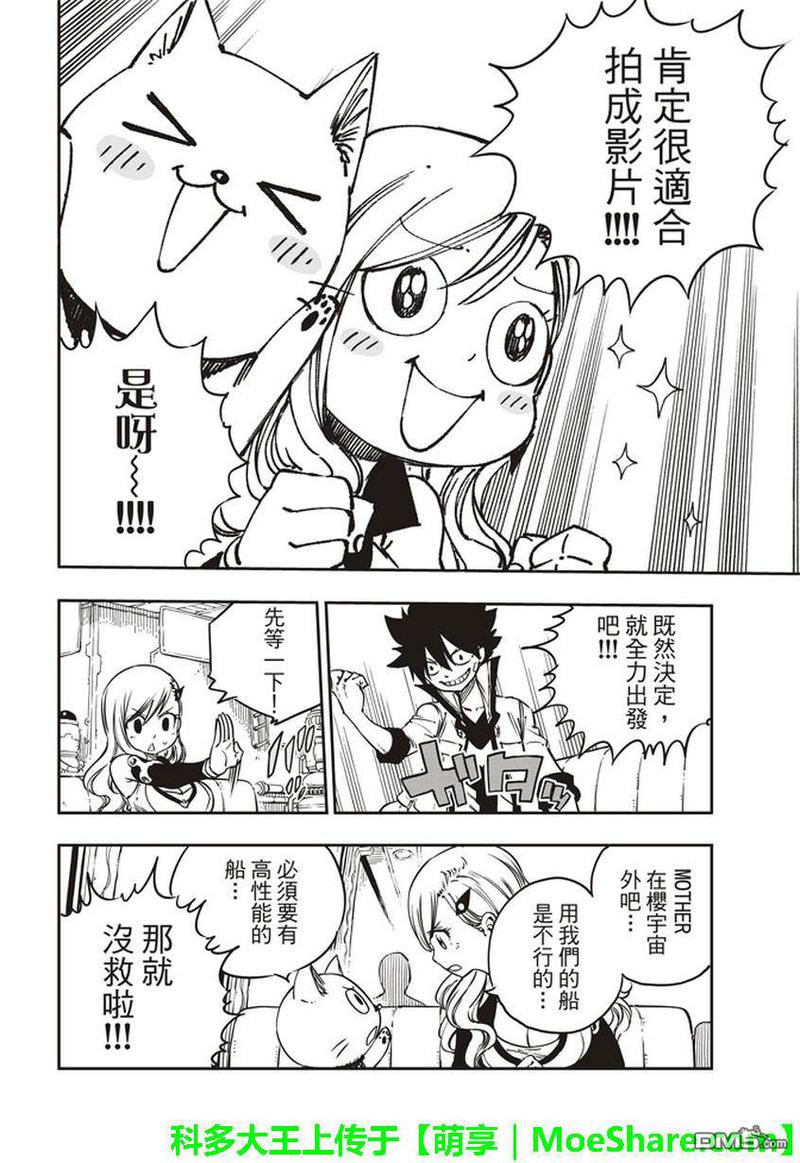 肯定很適合
拍成影片!!!!
是呀~~!!!!
既然決定，
就全力出發
吧!!!
ガタッ
先等一下！
MOTHER
在櫻宇宙
外吧…
用我們的船
是不行的…
必須要有
高性能的
船…
那就
沒救啦!!!
科多大王上传于【萌享｜MoeShare.com】